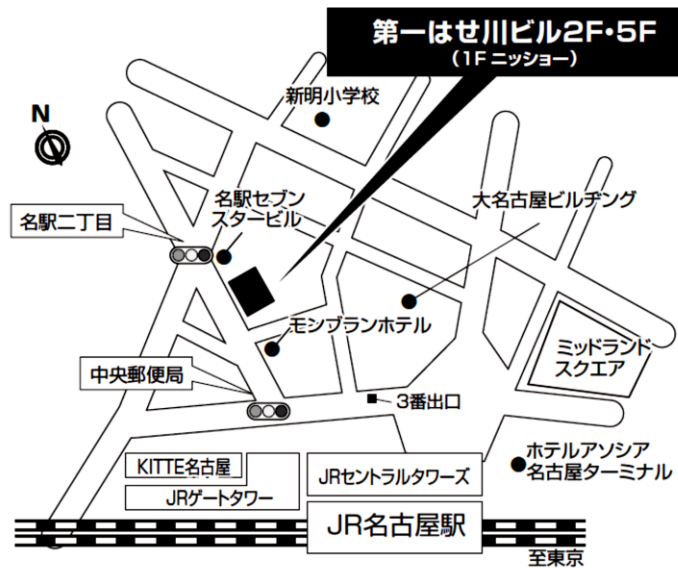 第一はせ川ビル2F・5F
（1F ニッショー）
新明小学校
N
名駅セブン
スタービル
大名古屋ビルヂング
名駅二丁目
モンブランホテル
ミッドランド
スクエア
中央郵便局
3番出口
KITTE名古屋
JRゲートタワー
JRセントラルタワーズ
ホテルアソシア
名古屋ターミナル
JR名古屋駅
至東京